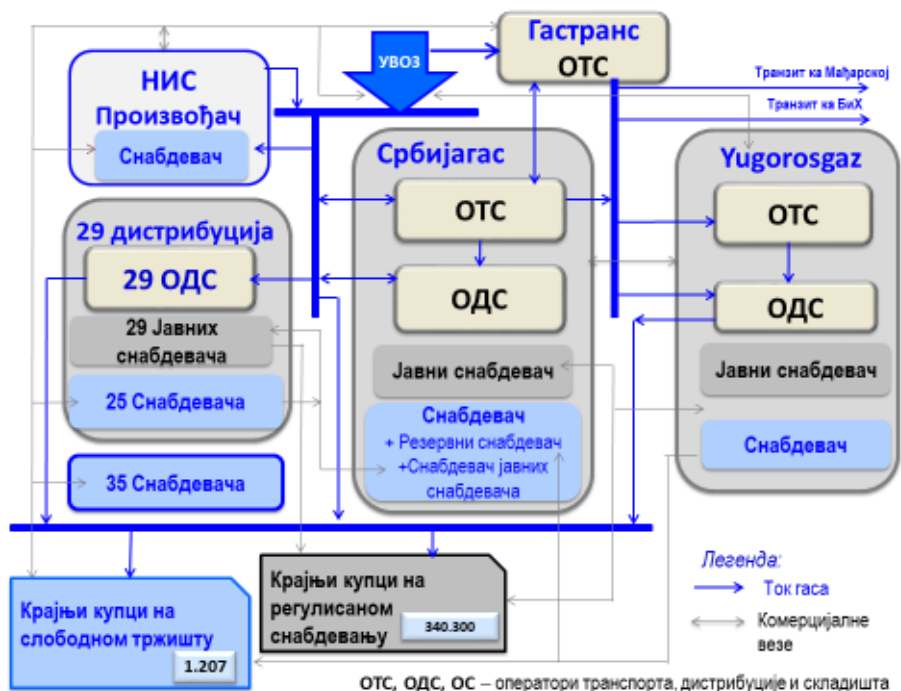 Гастранс
ОТС
УВОЗ
НИС
Произвођач
Снабдевач
Транзит ка Мађарској
Транзит ка БиХ
Србијагас
ОТС
ОДС
Јавни снабдевач
Снабдевач
+ Резервни снабдевач
+Снабдевач јавних
снабдевача
Yugorosgaz
ОТС
ОДС
Јавни снабдевач
Снабдевач
29 дистрибуција
29 ОДС
29 Јавних
снабдевача
25 Снабдевача
35 Снабдевача
Крајњи купци на
слободном тржишту
1.207
Крајњи купци на
регулисаном
снабдевању
340.300
Легенда:
Ток гаса
Комерцијалне
везе
ОТС, ОДС, ОС – оператори транспорта, дистрибуције и складишта